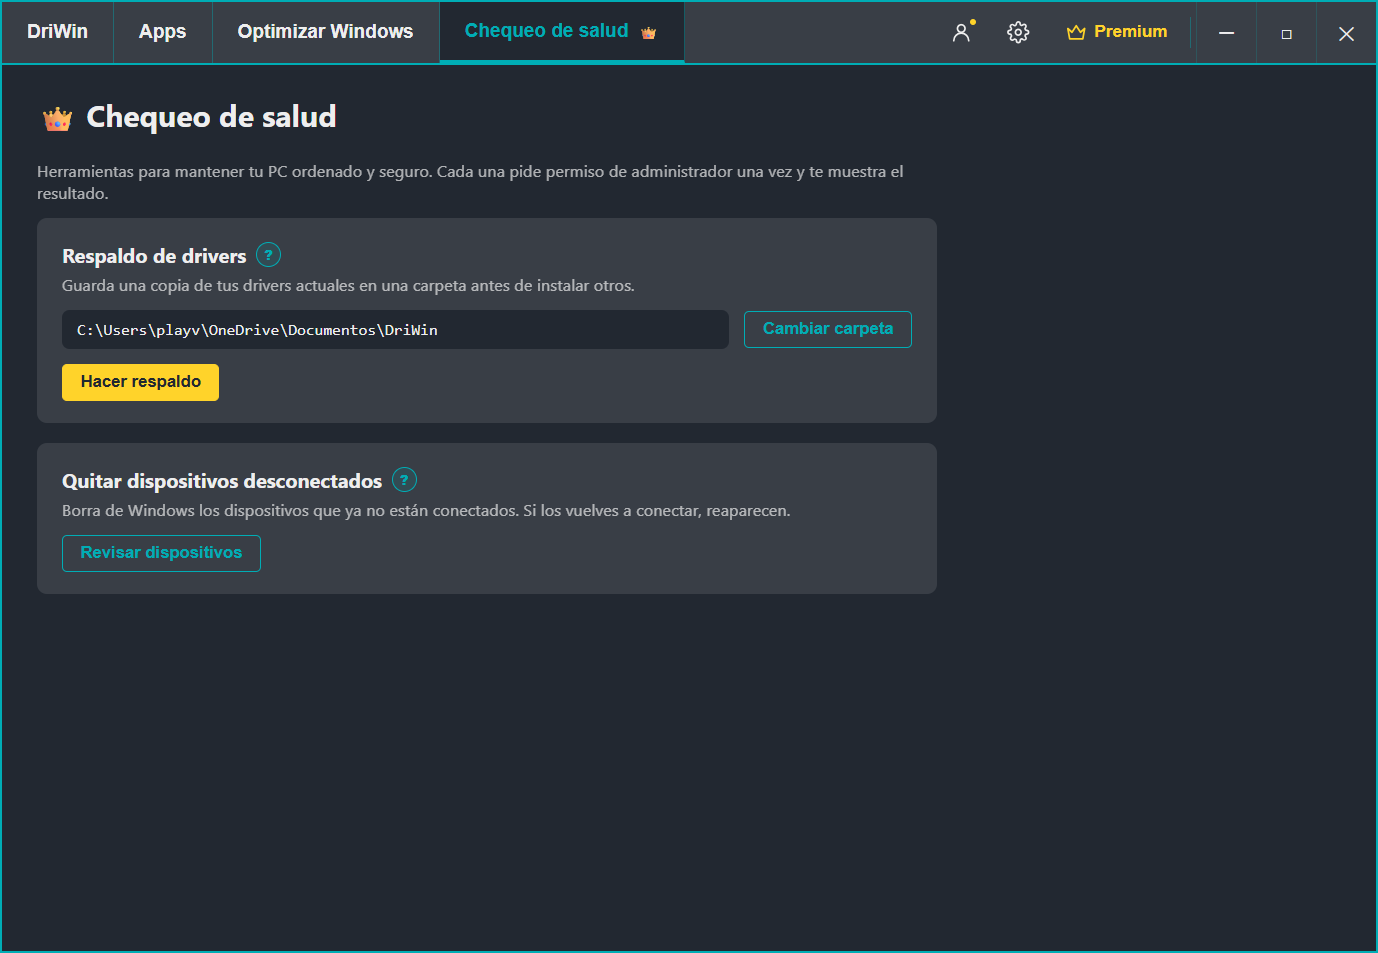 DriWin
Apps
Optimizar Windows
Chequeo de salud
Premium
Chequeo de salud
Herramientas para mantener tu PC ordenado y seguro. Cada una pide permiso de administrador una vez y te muestra el
resultado.
Respaldo de drivers ?
Guarda una copia de tus drivers actuales en una carpeta antes de instalar otros.
C:\Users\playv\OneDrive\Documentos\DriWin
Cambiar carpeta
Hacer respaldo
Quitar dispositivos desconectados ?
Borra de Windows los dispositivos que ya no están conectados. Si los vuelves a conectar, reaparecen.
Revisar dispositivos